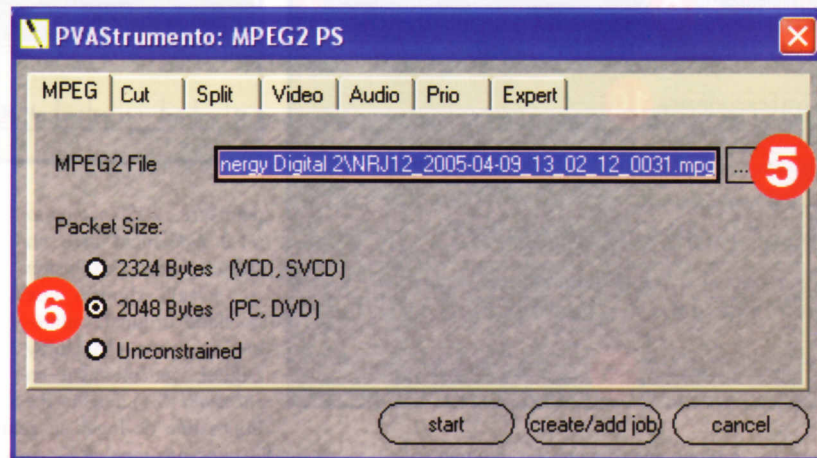 PVAStrumento: MPEG2 PS
MPEG Cut Split Video Audio Prio Expert
MPEG2 File nergy Digital 2\NRJ12_2005-04-09_13_02_12_0031.mpg ... 5
Packet Size:
2324 Bytes (VCD, SVCD)
6 2048 Bytes (PC, DVD)
Unconstrained
start create/add job cancel